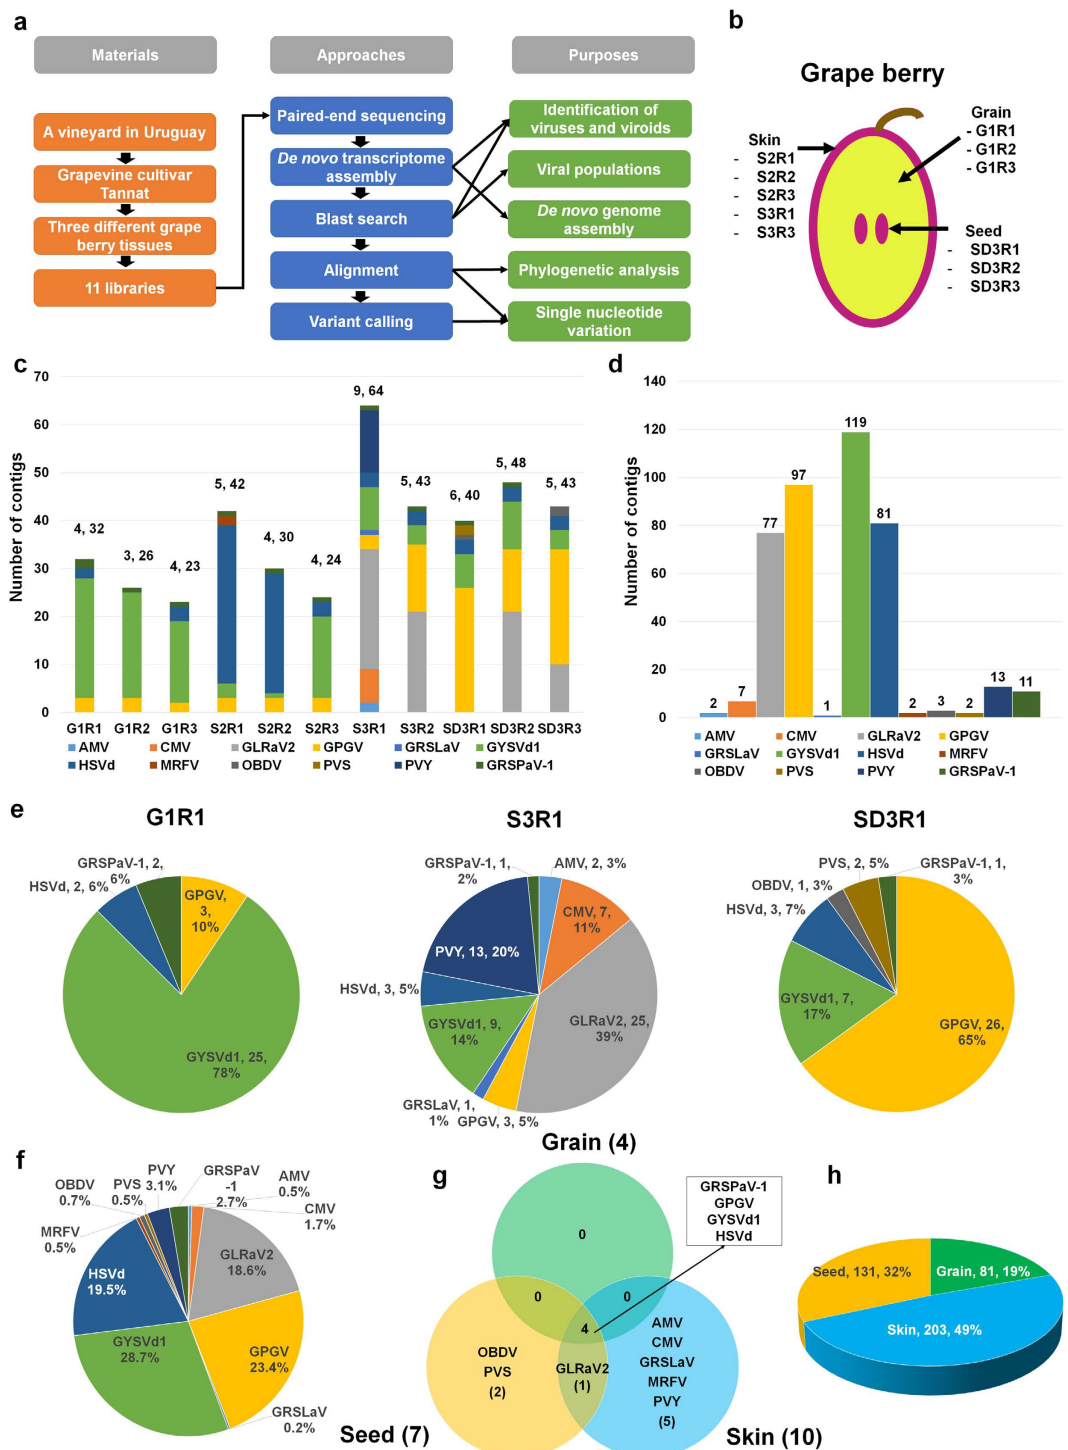 a
Materials
Approaches
Purposes
A vineyard in Uruguay
Grapevine cultivar
Tannat
Three different grape
berry tissues
11 libraries
Paired-end sequencing
De novo transcriptome
assembly
Blast search
Alignment
Variant calling
Identification of
viruses and viroids
Viral populations
De novo genome
assembly
Phylogenetic analysis
Single nucleotide
variation
b
Grape berry
Skin
- S2R1
- S2R2
- S2R3
- S3R1
- S3R3
Grain
- G1R1
- G1R2
- G1R3
Seed
- SD3R1
- SD3R2
- SD3R3
c
Number of contigs
70
60
50
40
30
20
10
0
4, 32
3, 26
4, 23
5, 42
4, 30
4, 24
9, 64
5, 43
6, 40
5, 48
5, 43
G1R1 G1R2 G1R3 S2R1 S2R2 S2R3 S3R1 S3R2 SD3R1 SD3R2 SD3R3
AMV CMV GLRaV2 GPGV GRSLaV GYSVd1
HSVd MRFV OBDV PVS PVY GRSPaV-1
d
Number of contigs
140
120
100
80
60
40
20
0
2
7
77
97
1
119
81
2
3
2
13
11
AMV CMV GLRaV2 GPGV
GRSLaV GYSVd1 HSVd MRFV
OBDV PVS PVY GRSPaV-1
e
G1R1
GRSPaV-1, 2,
6%
HSVd, 2, 6%
GPGV,
3,
10%
GYSVd1, 25,
78%
S3R1
GRSPaV-1, 1,
2%
AMV, 2, 3%
CMV, 7,
11%
PVY, 13, 20%
HSVd, 3, 5%
GLRaV2, 25,
39%
GYSVd1, 9,
14%
GRSLaV, 1,
1%
GPGV, 3, 5%
SD3R1
PVS, 2, 5%
GRSPaV-1, 1,
3%
OBDV, 1, 3%
HSVd, 3, 7%
GYSVd1, 7,
17%
GPGV, 26,
65%
f
OBDV
0.7%
PVS
0.5%
PVY
3.1%
GRSPaV
-1
2.7%
AMV
0.5%
CMV
1.7%
MRFV
0.5%
GLRaV2
18.6%
HSVd
19.5%
GYSVd1
28.7%
GPGV
23.4%
GRSLaV
0.2%
g
Grain (4)
GRSPaV-1
GPGV
GYSVd1
HSVd
0
0
0
4
OBDV
PVS
(2)
GLRaV2
(1)
AMV
CMV
GRSLaV
MRFV
PVY
(5)
Seed (7)
Skin (10)
h
Seed, 131, 32%
Grain, 81, 19%
Skin, 203, 49%